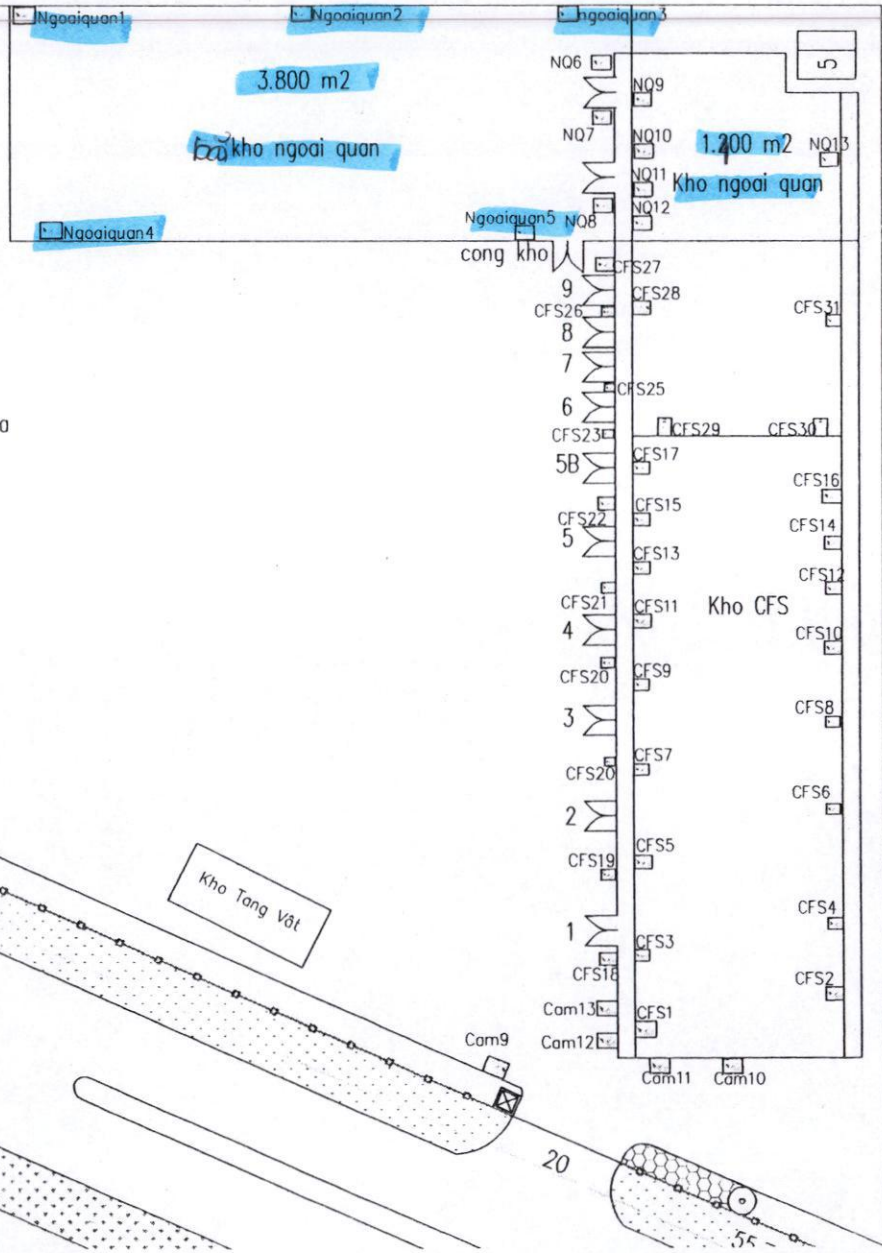 Ngoaiquan1
Ngoaiquan2
ngoaiquan3
5
NQ6
3.800 m2
NQ9
NQ7
NQ10
1.200 m2
NQ13
bãi kho ngoai quan
NQ11
Kho ngoai quan
NQ12
Ngoaiquan4
Ngoaiquan5
NQ8
cong kho
CFS27
9
CFS28
CFS26
CFS31
8
7
CFS25
6
a
CFS23
CFS29
CFS30
5B
CFS17
CFS16
CFS22
CFS15
5
CFS14
CFS13
CFS12
CFS21
CFS11
Kho CFS
4
CFS10
CFS20
CFS9
3
CFS8
CFS7
CFS20
CFS6
2
CFS5
CFS19
Kho Tang Vât
CFS4
1
CFS3
CFS18
CFS2
Cam13
CFS1
Cam12
Cam9
Cam11
Cam10
20
55